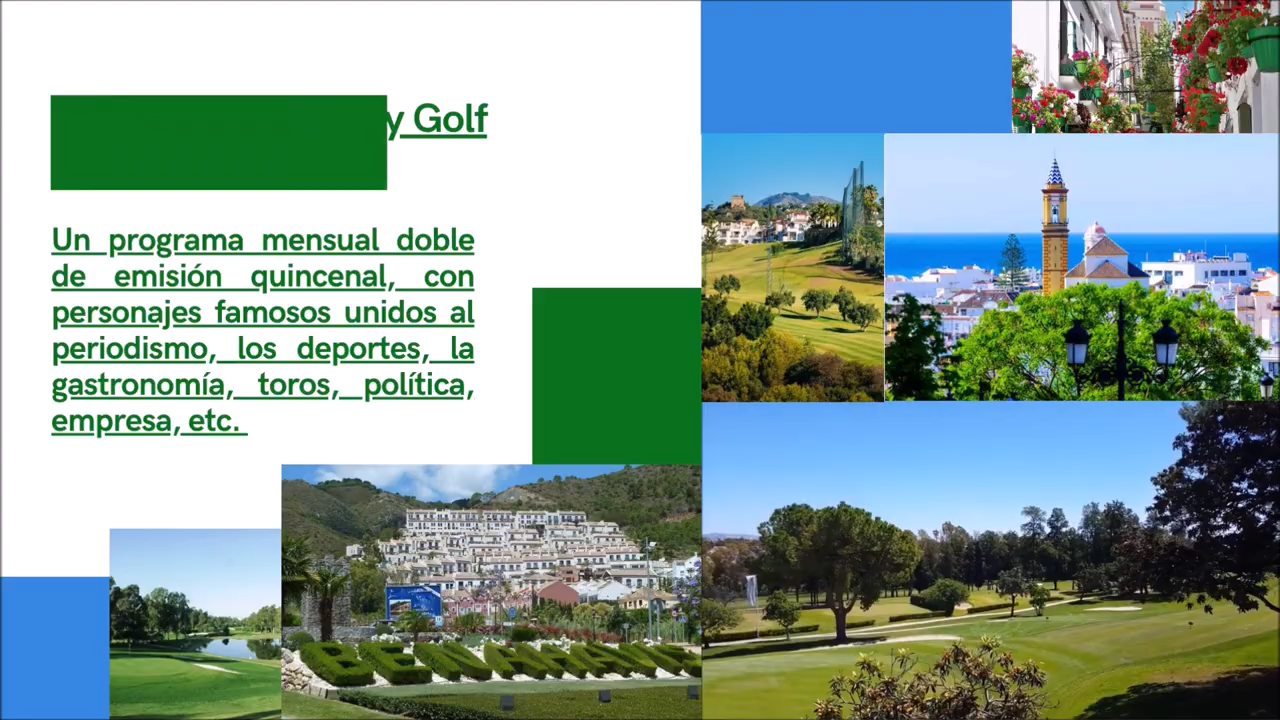 y Golf
Un programa mensual doble
de emisión quincenal, con
personajes famosos unidos al
periodismo, los deportes, la
gastronomía, toros, política,
empresa, etc.
BENAHAV